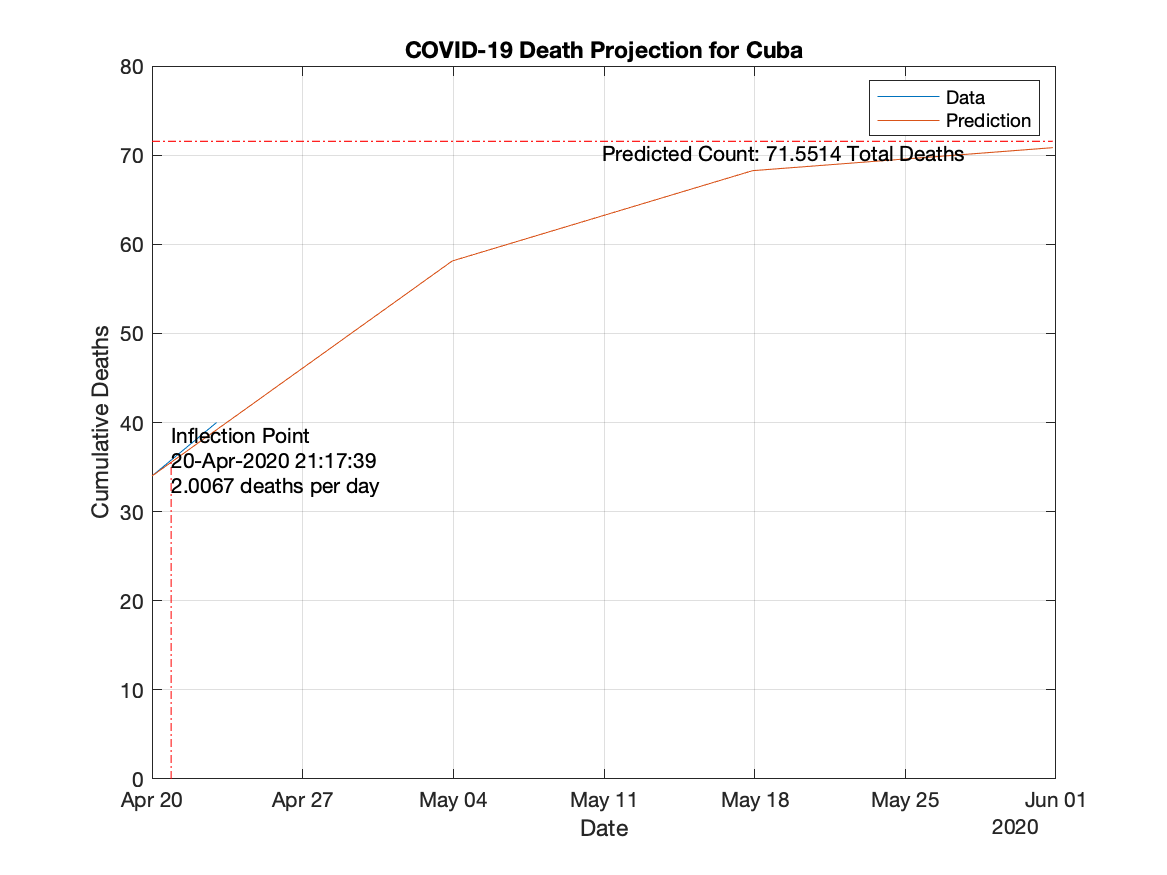 COVID-19 Death Projection for Cuba
80
70
60
50
40
30
20
10
0
Cumulative Deaths
Data
Prediction
Predicted Count: 71.5514 Total Deaths
Inflection Point
20-Apr-2020 21:17:39
2.0067 deaths per day
Apr 20 Apr 27 May 04 May 11 May 18 May 25 Jun 01
Date
2020